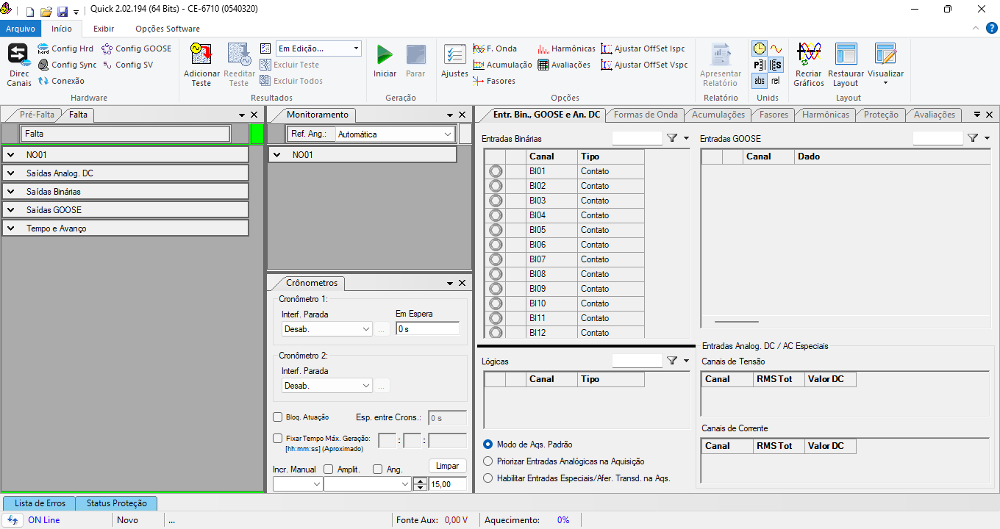 Quick 2.02.194 (64 Bits) - CE-6710 (0540320)
Arquivo Início Exibir Opções Software
Direc Canais
Config Hrd
Config Sync
Conexão
Config GOOSE
Config SV
Hardware
Adicionar Teste
Reeditar Teste
Em Edição...
Excluir Teste
Excluir Todos
Resultados
Iniciar
Parar
Geração
Ajustes
F. Onda
Acumulação
Fasores
Harmônicas
Avaliações
Ajustar OffSet Ispc
Ajustar OffSet Vspc
Opções
Apresentar Relatório
Relatório
P S
abs rel
Unids
Recriar Gráficos
Restaurar Layout
Visualizar
Layout
Pré-Falta Falta
Falta
NO01
Saídas Analog. DC
Saídas Binárias
Saídas GOOSE
Tempo e Avanço
Monitoramento
Ref. Ang.: Automática
NO01
Crônometros
Cronômetro 1:
Interf. Parada Em Espera
Desab. ... 0 s
Cronômetro 2:
Interf. Parada
Desab. ...
Bloq. Atuação Esp. entre Crons.: 0 s
Fixar Tempo Máx. Geração: : :
[hh:mm:ss] (Aproximado)
Incr. Manual Amplit. Ang. Limpar
15,00
Entr. Bin., GOOSE e An. DC Formas de Onda Acumulações Fasores Harmônicas Proteção Avaliações
Entradas Binárias
Canal Tipo
BI01 Contato
BI02 Contato
BI03 Contato
BI04 Contato
BI05 Contato
BI06 Contato
BI07 Contato
BI08 Contato
BI09 Contato
BI10 Contato
BI11 Contato
BI12 Contato
Lógicas
Canal Tipo
Modo de Aqs. Padrão
Priorizar Entradas Analógicas na Aquisição
Habilitar Entradas Especiais/Afer. Transd. na Aqs.
Entradas GOOSE
Canal Dado
Entradas Analog. DC / AC Especiais
Canais de Tensão
Canal RMS Tot Valor DC
Canais de Corrente
Canal RMS Tot Valor DC
Lista de Erros Status Proteção
ON Line Novo ... Fonte Aux: 0,00 V Aquecimento: 0%